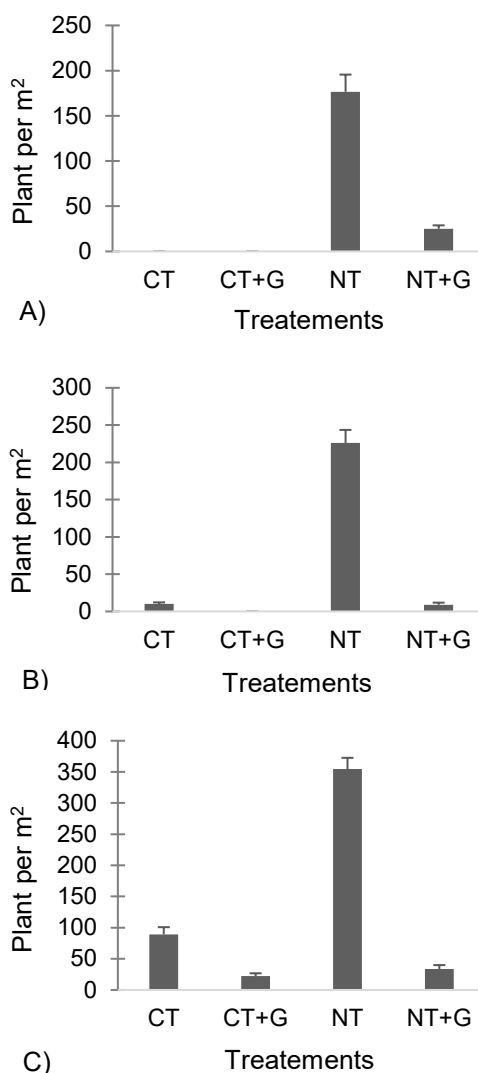 250
200
150
100
50
0
Plant per m²
CT CT+G NT NT+G
A)
Treatements
300
250
200
150
100
50
0
Plant per m²
CT CT+G NT NT+G
B)
Treatements
400
350
300
250
200
150
100
50
0
Plant per m²
CT CT+G NT NT+G
C)
Treatements